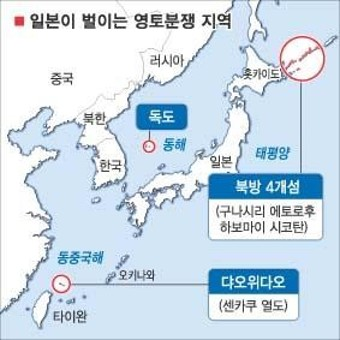 ■ 일본이 벌이는 영토분쟁 지역
러시아
중국
홋카이도
북한
독도
동해
한국
일본
태평양
북방 4개섬
(구나시리 에토로후
하보마이 시코탄)
동중국해
오키나와
댜오위다오
(센카쿠 열도)
타이완